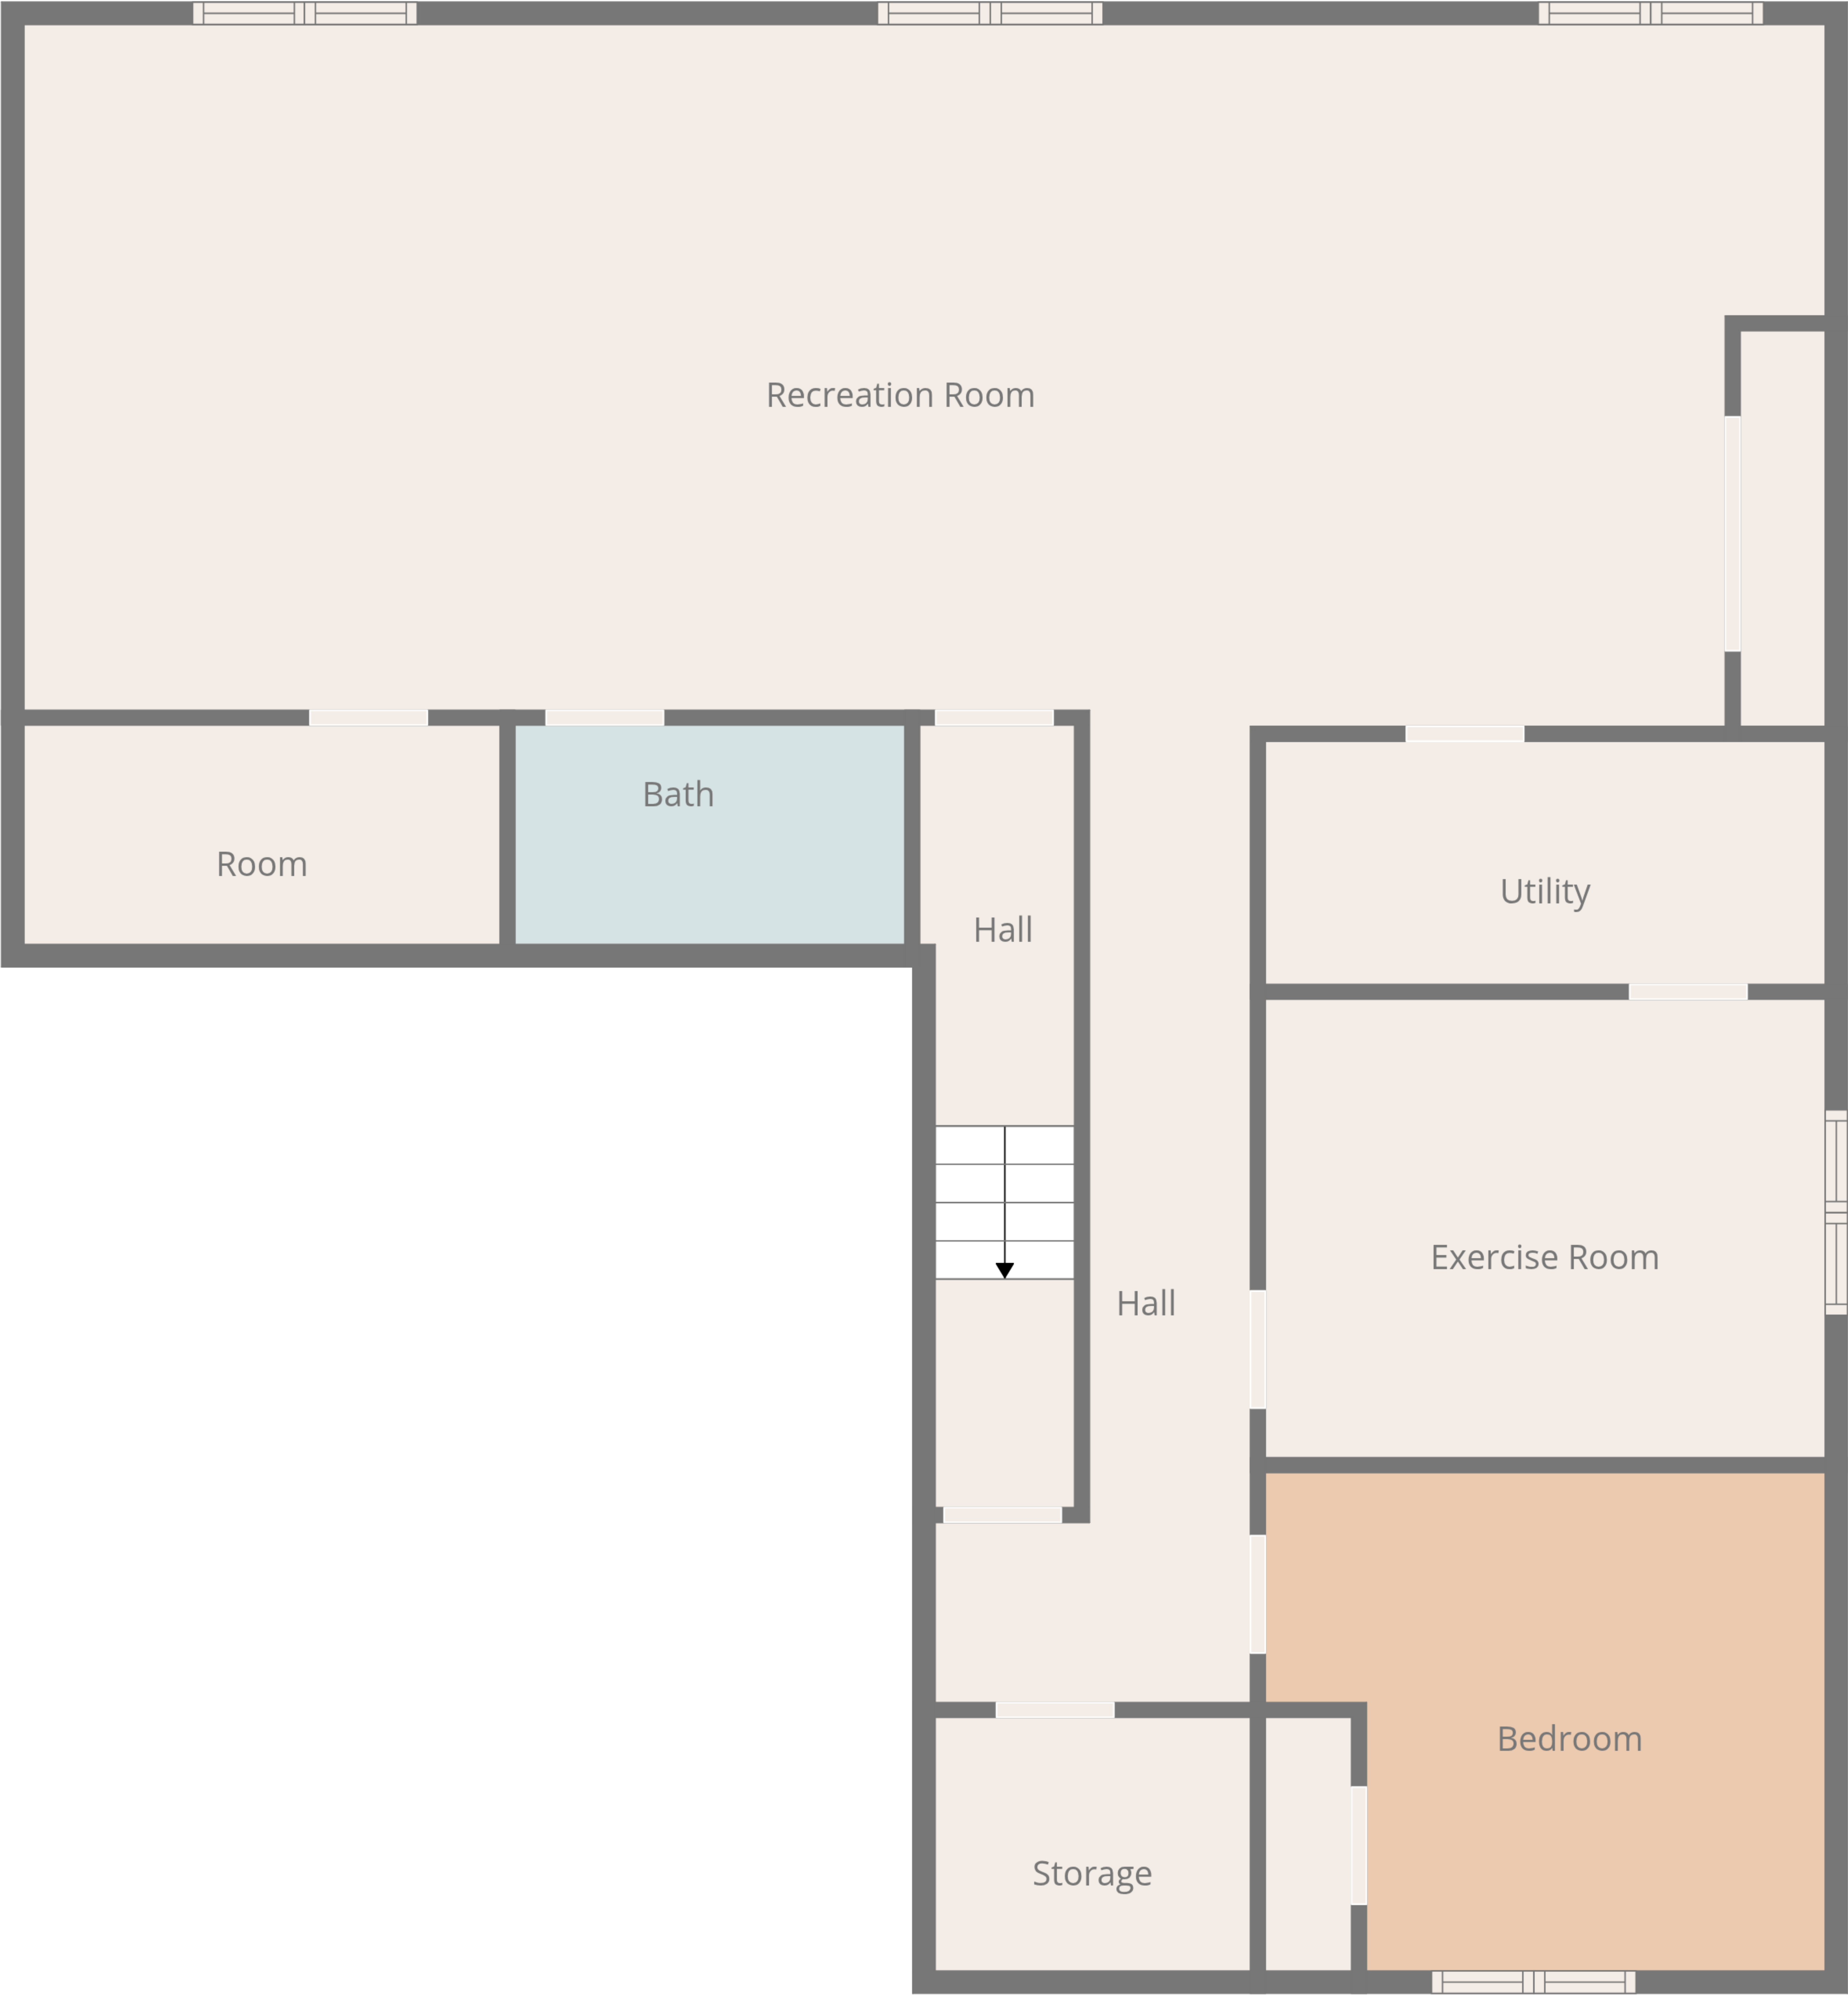 Recreation Room
Bath
Room
Utility
Hall
Exercise Room
Hall
Bedroom
Storage